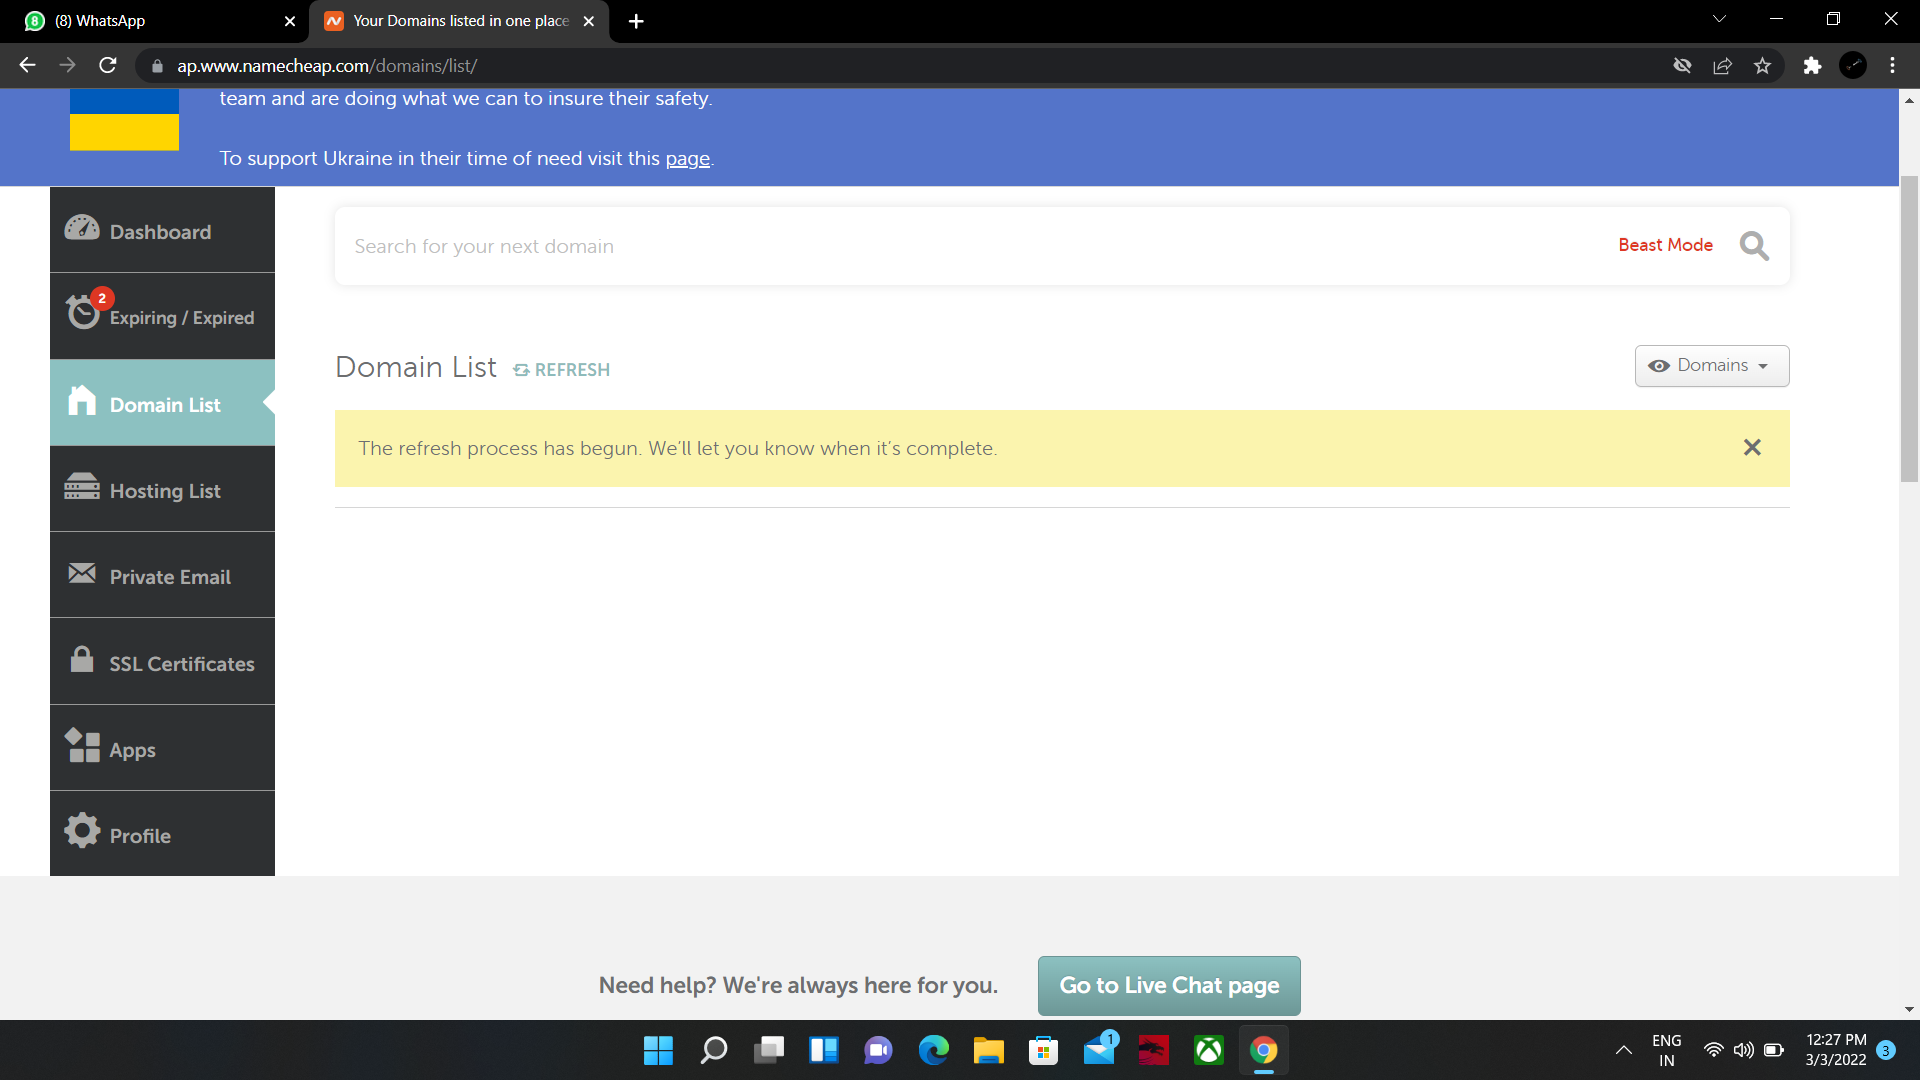 8
(8) WhatsApp
Your Domains listed in one place
ap.www.namecheap.com/domains/list/
team and are doing what we can to insure their safety.
To support Ukraine in their time of need visit this page.
Dashboard
2
Expiring / Expired
Domain List
Hosting List
Private Email
SSL Certificates
Apps
Profile
Search for your next domain
Beast Mode
Domain List
REFRESH
Domains
The refresh process has begun. We’ll let you know when it’s complete.
Need help? We're always here for you.
Go to Live Chat page
1
ENG
IN
12:27 PM
3/3/2022
3